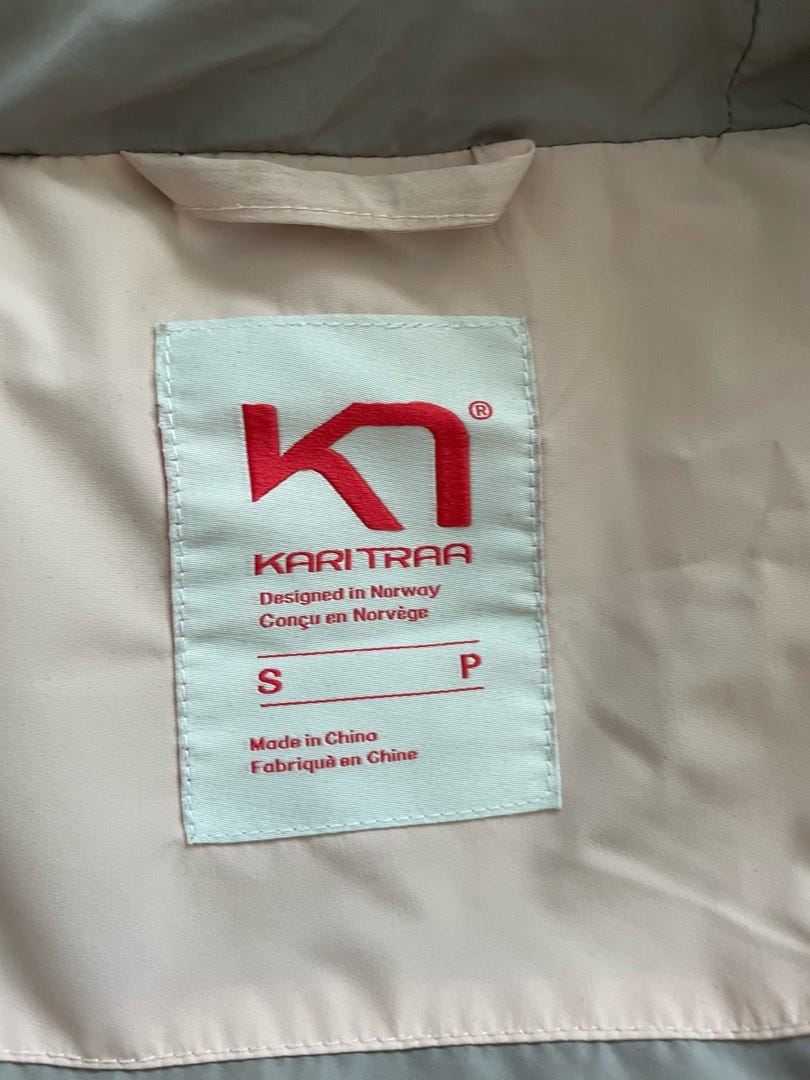 ®
KARI TRAA
Designed in Norway
Conçu en Norvège
S P
Made in China
Fabriquè en Chine